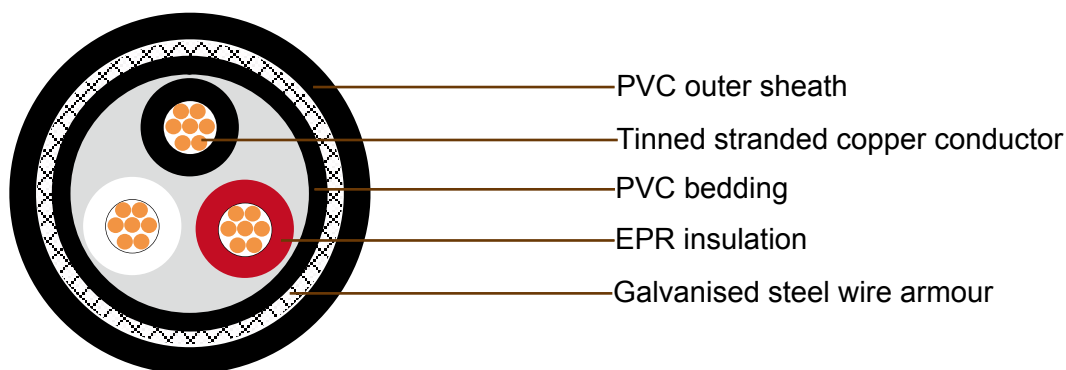 PVC outer sheath
Tinned stranded copper conductor
PVC bedding
EPR insulation
Galvanised steel wire armour